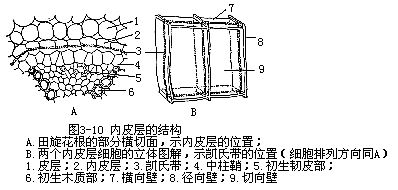 1
2
3
4
5
6
7
8
9
A
B
图3-10 内皮层的结构
A.田旋花根的部分横切面，示内皮层的位置；
B.两个内皮层细胞的立体图解，示凯氏带的位置（细胞排列方向同A）
1.皮层；2.内皮层；3.凯氏带；4.中柱鞘；5.初生韧皮部；
6.初生木质部；7.横向壁；8.径向壁；9.切向壁